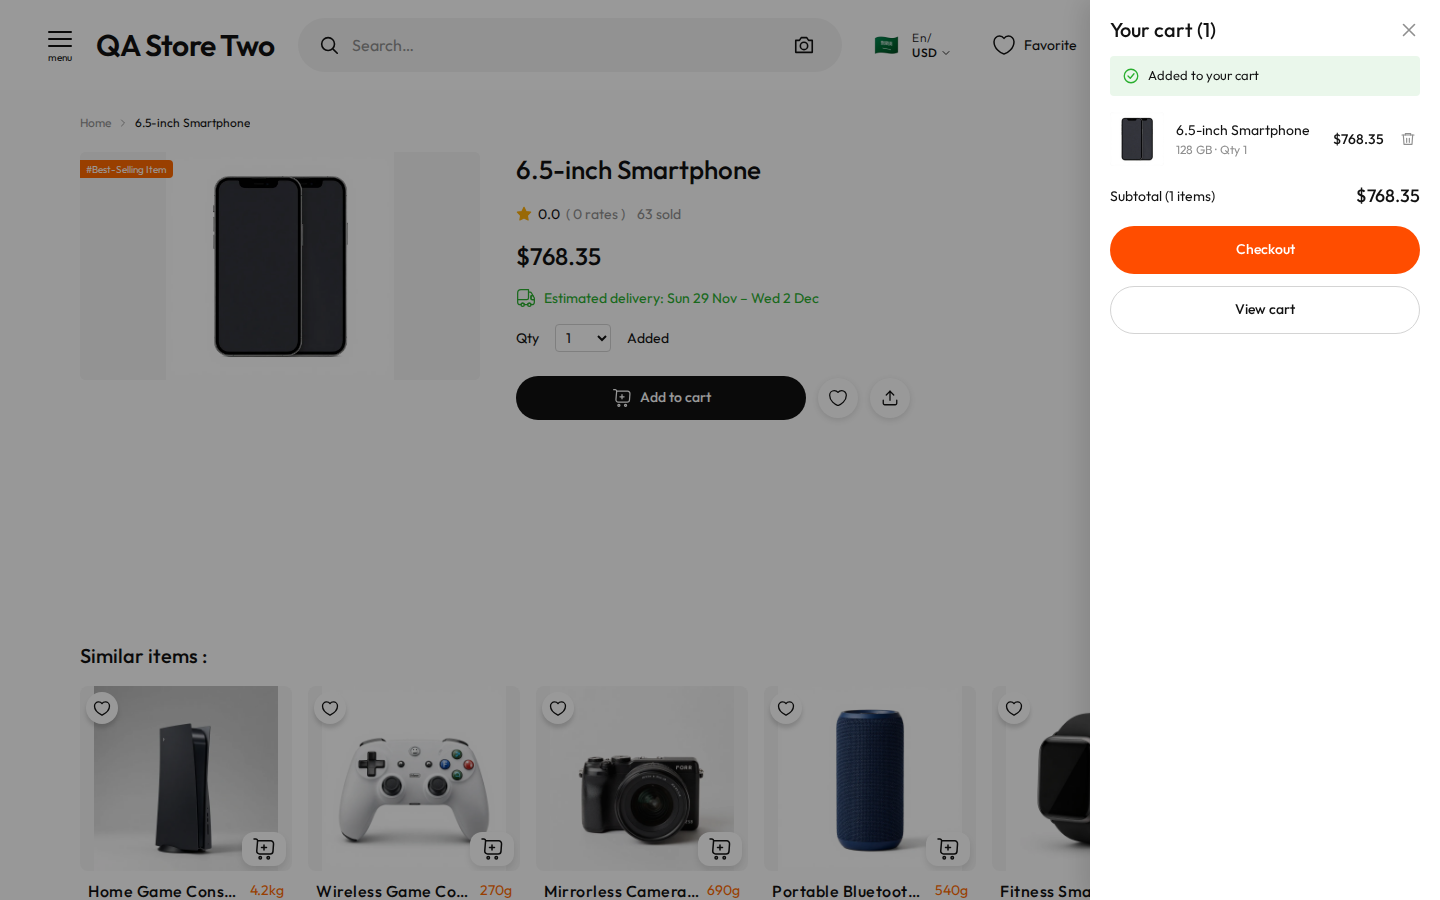 menu
QA Store Two
Search...
En/
USD
Favorite
Home
6.5-inch Smartphone
#Best-Selling Item
6.5-inch Smartphone
0.0 ( 0 rates ) 63 sold
$768.35
Estimated delivery: Sun 29 Nov – Wed 2 Dec
Qty 1 Added
Add to cart
Similar items :
FORR
Home Game Cons... 4.2kg
Wireless Game Co... 270g
Mirrorless Camera... 690g
Portable Bluetoot... 540g
Fitness Sma
Your cart (1)
Added to your cart
6.5-inch Smartphone
128 GB · Qty 1
$768.35
Subtotal (1 items) $768.35
Checkout
View cart